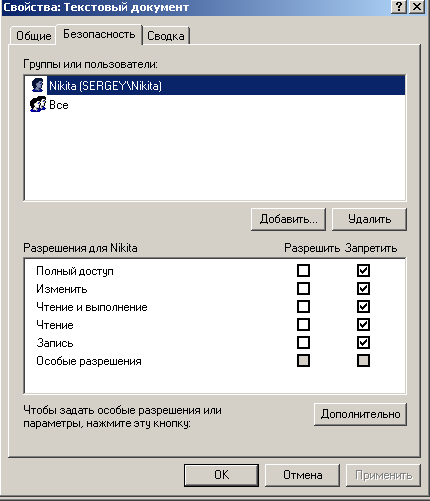 Свойства: Текстовый документ
Общие Безопасность Сводка
Группы или пользователи:
Nikita (SERGEY\Nikita)
Все
Добавить... Удалить
Разрешения для Nikita Разрешить Запретить
Полный доступ
Изменить
Чтение и выполнение
Чтение
Запись
Особые разрешения
Чтобы задать особые разрешения или
параметры, нажмите эту кнопку:
Дополнительно
OK Отмена Применить